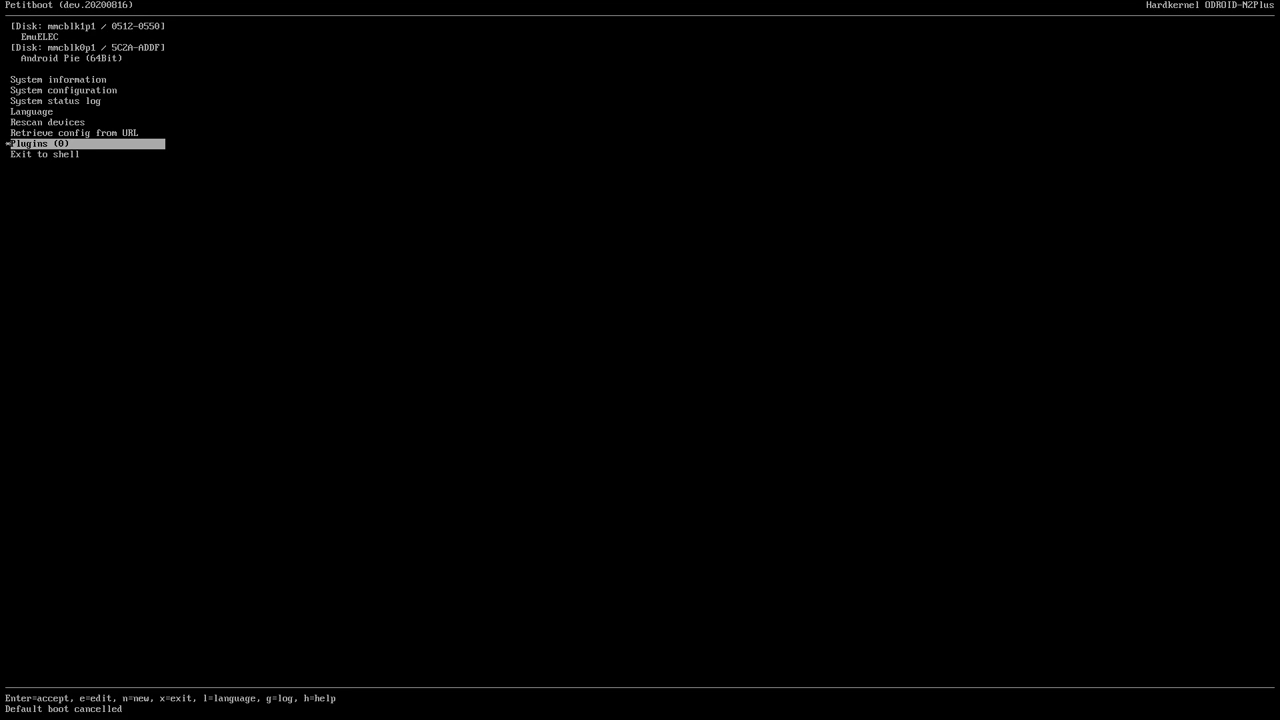 Petitboot (dev.20200816) Hardkernel ODROID-N2Plus
[Disk: mmcblk1p1 / 0512-0550]
EmuELEC
[Disk: mmcblk0p1 / 5C2A-ADDF]
Android Pie (64Bit)
System information
System configuration
System status log
Language
Rescan devices
Retrieve config from URL
*Plugins (0)
Exit to shell
Enter=accept, e=edit, n=new, x=exit, l=language, g=log, h=help
Default boot cancelled